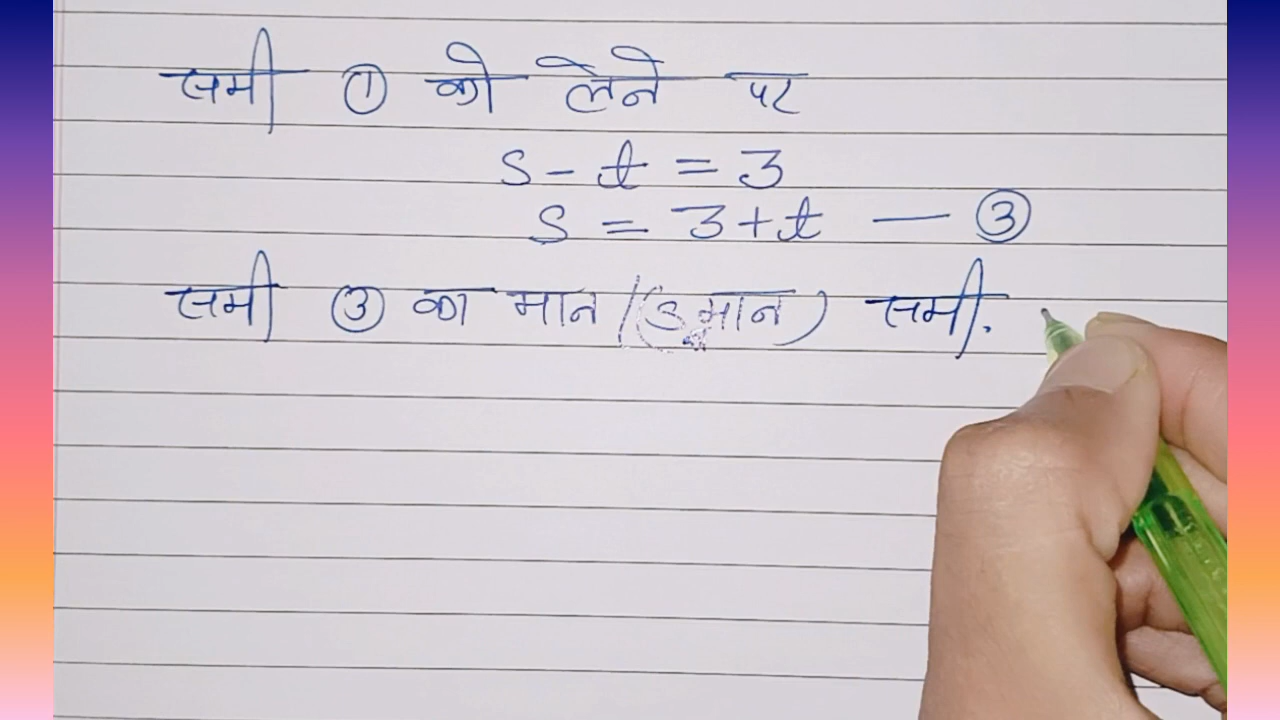 समी ① को लेने पर
s - t = 3
s = 3 + t — ③
समी ③ का मान (S मान) समी.